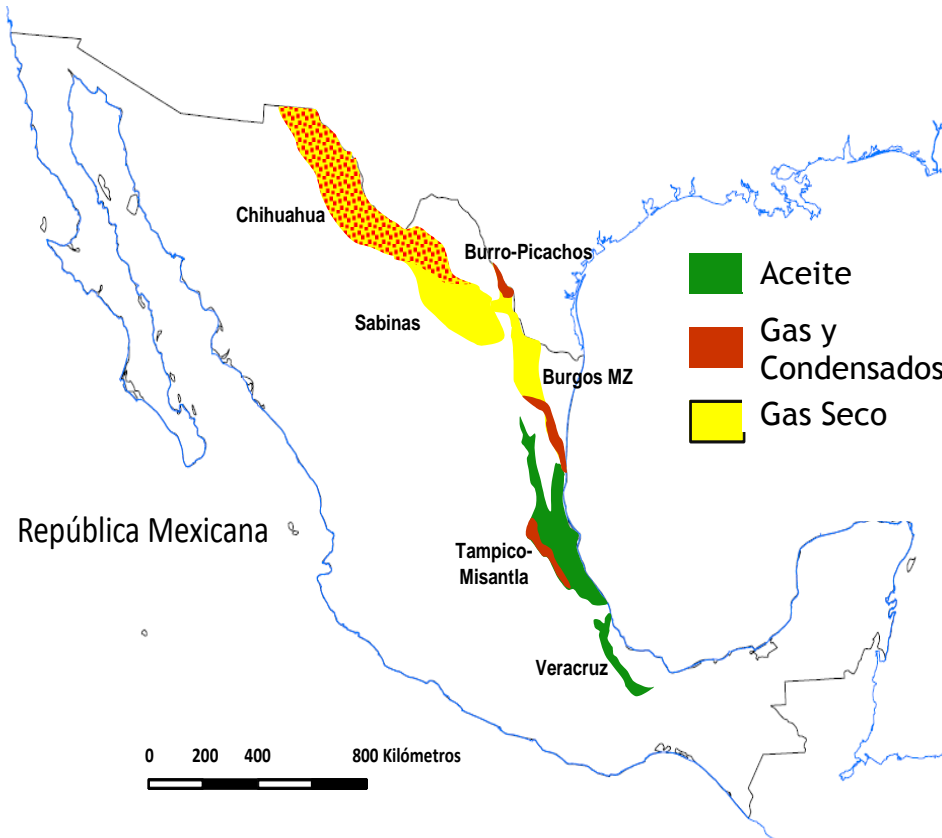 Chihuahua
Burro-Picachos
Sabinas
Burgos MZ
Aceite
Gas y
Condensados
Gas Seco
República Mexicana
Tampico-
Misantla
Veracruz
0 200 400 800 Kilómetros